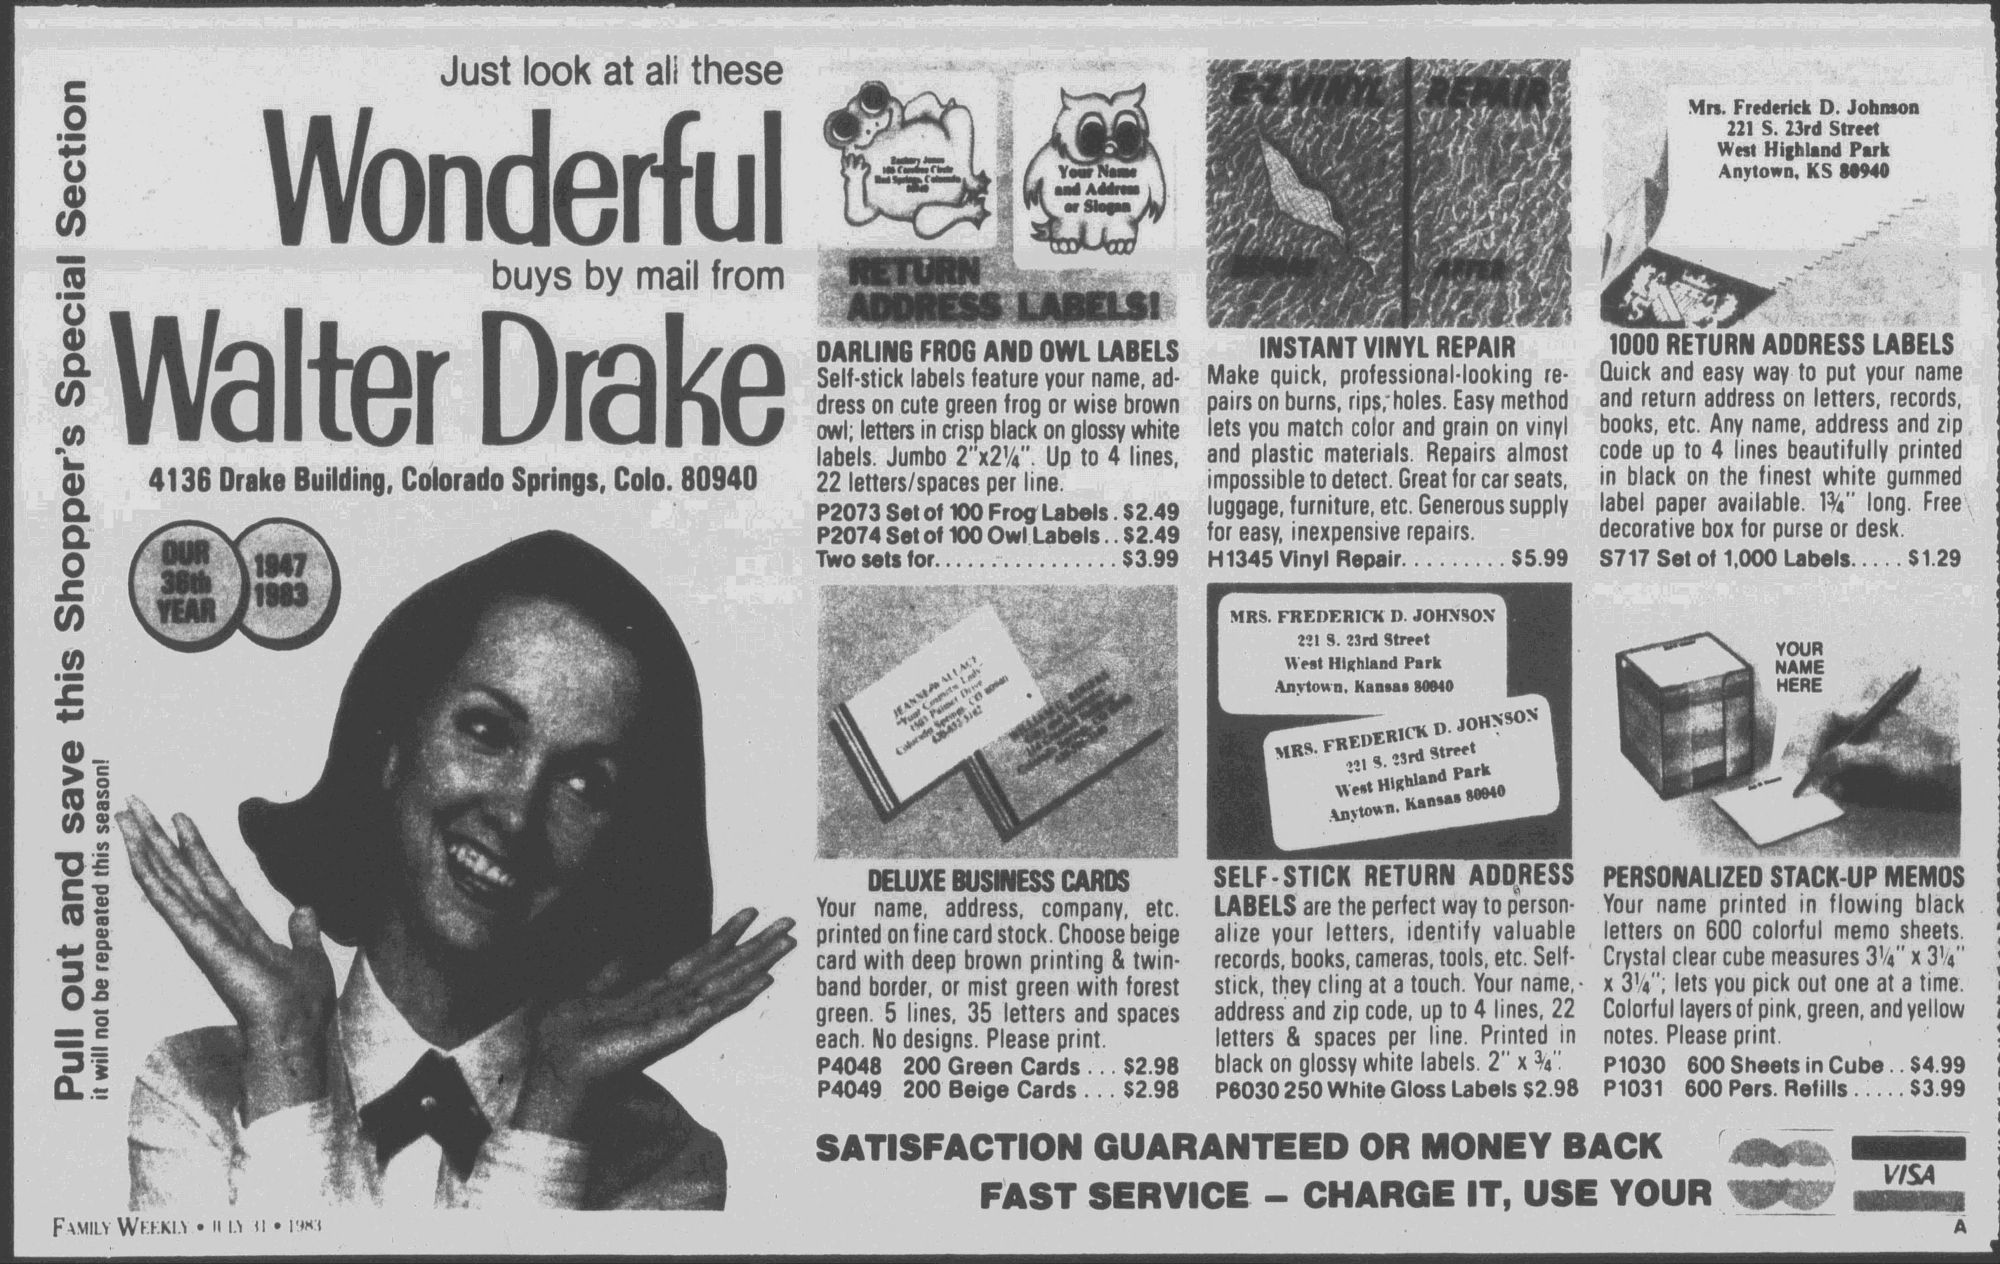 Pull out and save this Shopper's Special Section
it will not be repeated this season!
Just look at all these
Wonderful
buys by mail from
Walter Drake
4136 Drake Building, Colorado Springs, Colo. 80940
OUR
36th
YEAR
1947
1983
FAMILY WEEKLY • JULY 31 • 1983
Your Name
and Address
or Slogan
RETURN
ADDRESS LABELS!
DARLING FROG AND OWL LABELS
Self-stick labels feature your name, ad-
dress on cute green frog or wise brown
owl; letters in crisp black on glossy white
labels. Jumbo 2"x2¼". Up to 4 lines,
22 letters/spaces per line.
P2073 Set of 100 Frog Labels . $2.49
P2074 Set of 100 Owl Labels . . $2.49
Two sets for. . . . . . . . . . . . . . . . . $3.99
E-Z VINYL REPAIR
BEFORE AFTER
INSTANT VINYL REPAIR
Make quick, professional-looking re-
pairs on burns, rips, holes. Easy method
lets you match color and grain on vinyl
and plastic materials. Repairs almost
impossible to detect. Great for car seats,
luggage, furniture, etc. Generous supply
for easy, inexpensive repairs.
H1345 Vinyl Repair. . . . . . . . . $5.99
Mrs. Frederick D. Johnson
221 S. 23rd Street
West Highland Park
Anytown, KS 80940
1000 RETURN ADDRESS LABELS
Quick and easy way to put your name
and return address on letters, records,
books, etc. Any name, address and zip
code up to 4 lines beautifully printed
in black on the finest white gummed
label paper available. 1¾" long. Free
decorative box for purse or desk.
S717 Set of 1,000 Labels. . . . . $1.29
DELUXE BUSINESS CARDS
Your name, address, company, etc.
printed on fine card stock. Choose beige
card with deep brown printing & twin-
band border, or mist green with forest
green. 5 lines, 35 letters and spaces
each. No designs. Please print.
P4048 200 Green Cards . . . $2.98
P4049 200 Beige Cards . . . $2.98
MRS. FREDERICK D. JOHNSON
221 S. 23rd Street
West Highland Park
Anytown, Kansas 80940
MRS. FREDERICK D. JOHNSON
221 S. 23rd Street
West Highland Park
Anytown, Kansas 80940
SELF-STICK RETURN ADDRESS
LABELS are the perfect way to person-
alize your letters, identify valuable
records, books, cameras, tools, etc. Self-
stick, they cling at a touch. Your name,
address and zip code, up to 4 lines, 22
letters & spaces per line. Printed in
black on glossy white labels. 2" x ¾".
P6030 250 White Gloss Labels $2.98
YOUR
NAME
HERE
PERSONALIZED STACK-UP MEMOS
Your name printed in flowing black
letters on 600 colorful memo sheets.
Crystal clear cube measures 3¼" x 3¼"
x 3¼"; lets you pick out one at a time.
Colorful layers of pink, green, and yellow
notes. Please print.
P1030 600 Sheets in Cube . . $4.99
P1031 600 Pers. Refills . . . . . $3.99
SATISFACTION GUARANTEED OR MONEY BACK
FAST SERVICE – CHARGE IT, USE YOUR
VISA
A